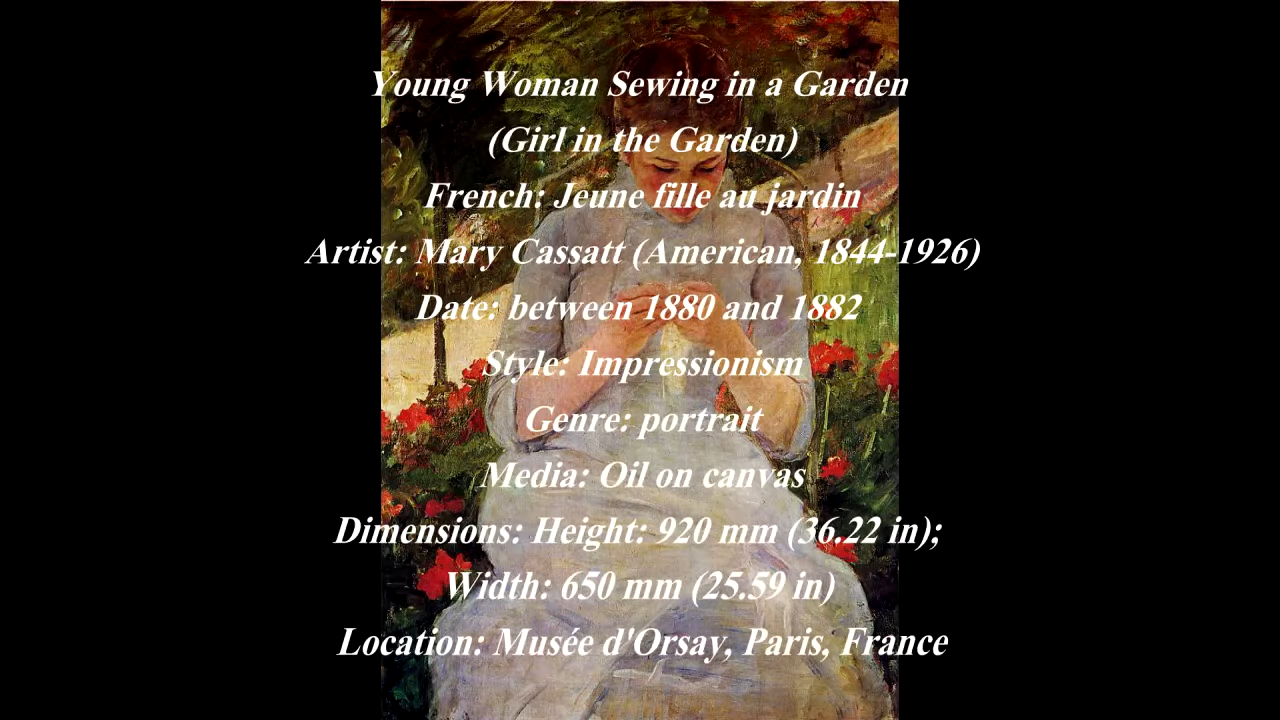 Young Woman Sewing in a Garden
(Girl in the Garden)
French: Jeune fille au jardin
Artist: Mary Cassatt (American, 1844-1926)
Date: between 1880 and 1882
Style: Impressionism
Genre: portrait
Media: Oil on canvas
Dimensions: Height: 920 mm (36.22 in);
Width: 650 mm (25.59 in)
Location: Musée d'Orsay, Paris, France